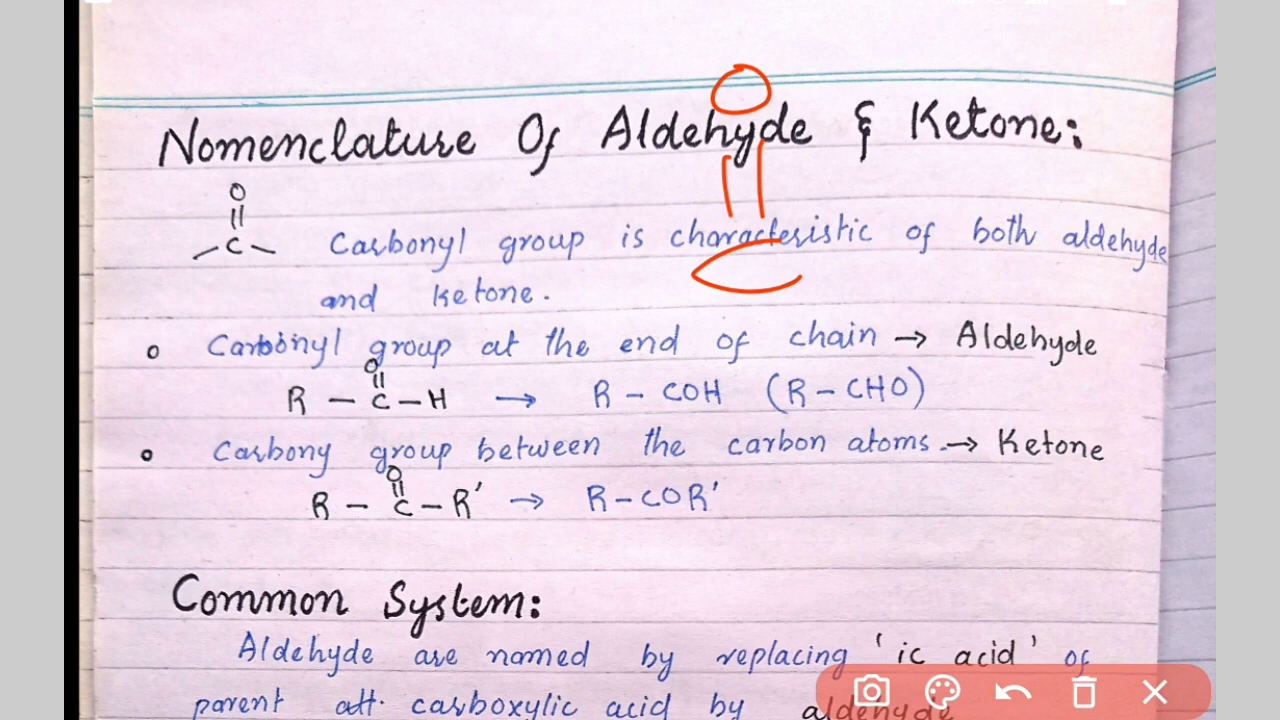 Nomenclature Of Aldehyde & Ketone:
O
||
— C —
Carbonyl group is characteristic of both aldehyde
and ketone.
o Carbonyl group at the end of chain → Aldehyde
O
||
R — C — H → R - COH (R - CHO)
o Carbony group between the carbon atoms → Ketone
O
||
R — C — R' → R - COR'
Common System:
Aldehyde are named by replacing 'ic acid' of
parent att. carboxylic acid by aldehyde